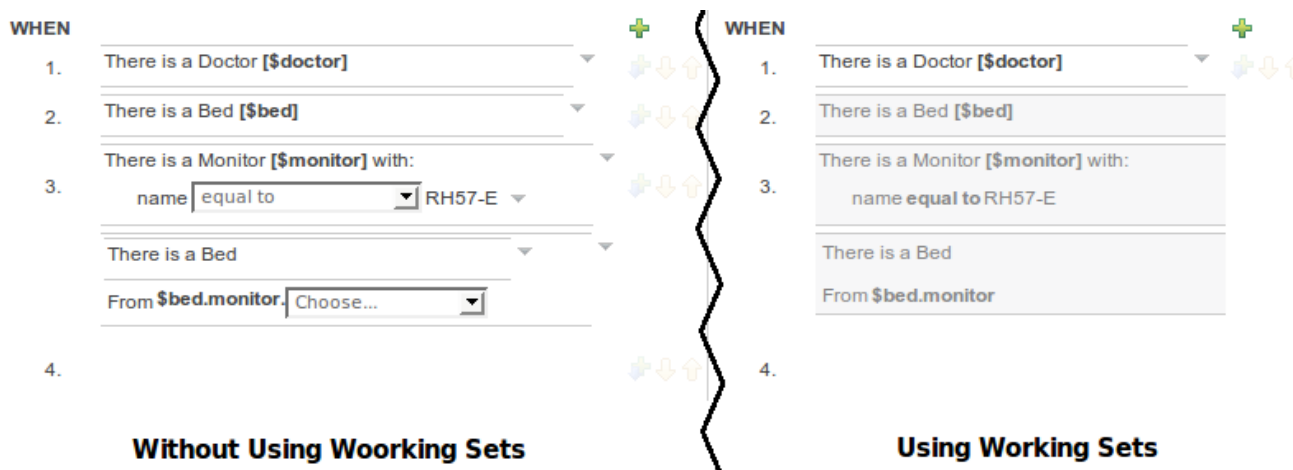 WHEN
1. There is a Doctor [$doctor]
2. There is a Bed [$bed]
There is a Monitor [$monitor] with:
3.
name equal to RH57-E
There is a Bed
From $bed.monitor. Choose...
4.
Without Using Woorking Sets
WHEN
1. There is a Doctor [$doctor]
2. There is a Bed [$bed]
There is a Monitor [$monitor] with:
3.
name equal to RH57-E
There is a Bed
From $bed.monitor
4.
Using Working Sets